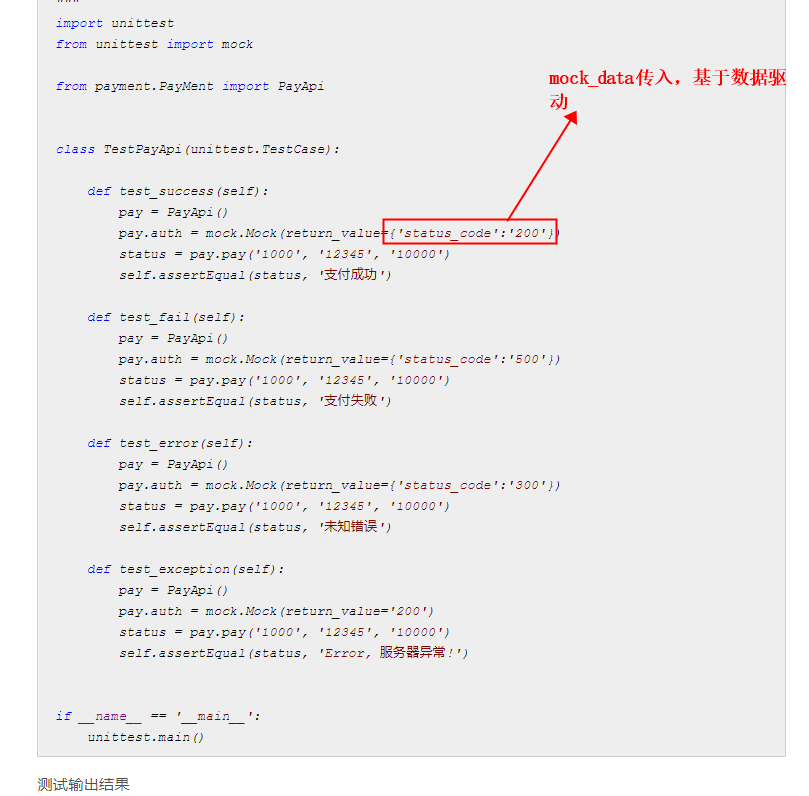 """
import unittest
from unittest import mock
from payment.PayMent import PayApi
mock_data传入，基于数据驱
动
class TestPayApi(unittest.TestCase):
def test_success(self):
pay = PayApi()
pay.auth = mock.Mock(return_value={'status_code':'200'})
status = pay.pay('1000', '12345', '10000')
self.assertEqual(status, '支付成功')
def test_fail(self):
pay = PayApi()
pay.auth = mock.Mock(return_value={'status_code':'500'})
status = pay.pay('1000', '12345', '10000')
self.assertEqual(status, '支付失败')
def test_error(self):
pay = PayApi()
pay.auth = mock.Mock(return_value={'status_code':'300'})
status = pay.pay('1000', '12345', '10000')
self.assertEqual(status, '未知错误')
def test_exception(self):
pay = PayApi()
pay.auth = mock.Mock(return_value='200')
status = pay.pay('1000', '12345', '10000')
self.assertEqual(status, 'Error, 服务器异常!')
if __name__ == '__main__':
unittest.main()
测试输出结果